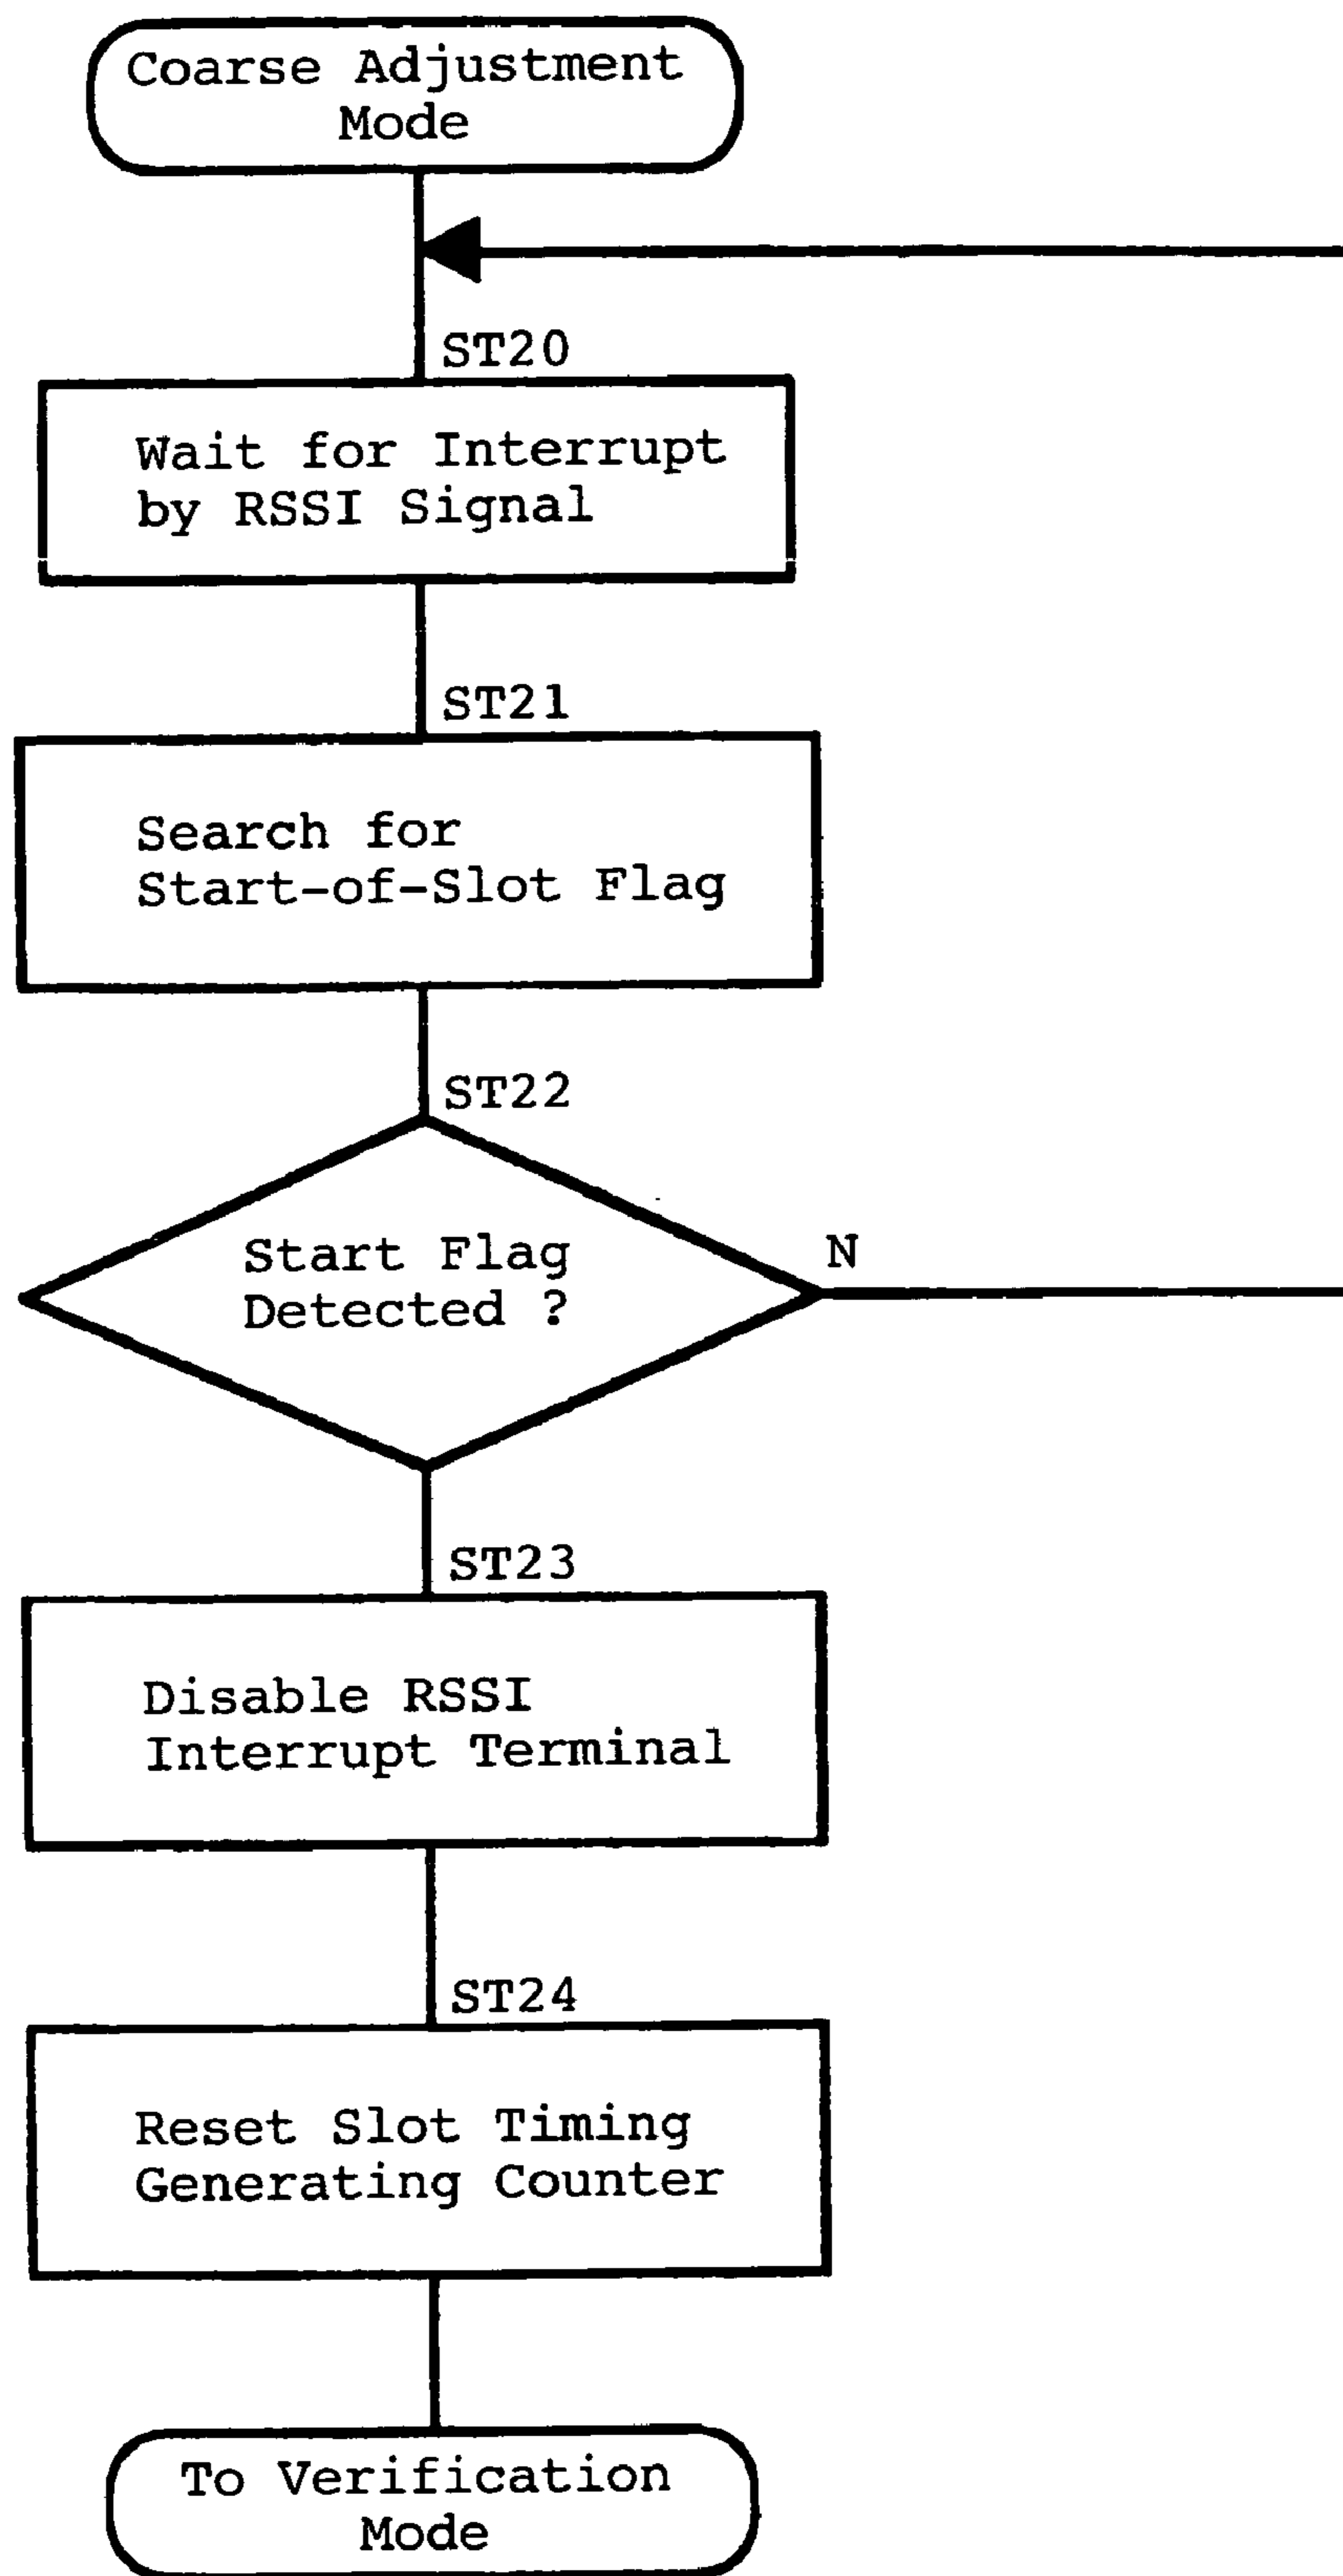 Coarse Adjustment
Mode
ST20
Wait for Interrupt
by RSSI Signal
ST21
Search for
Start-of-Slot Flag
ST22
Start Flag
Detected ?
N
ST23
Disable RSSI
Interrupt Terminal
ST24
Reset Slot Timing
Generating Counter
To Verification
Mode